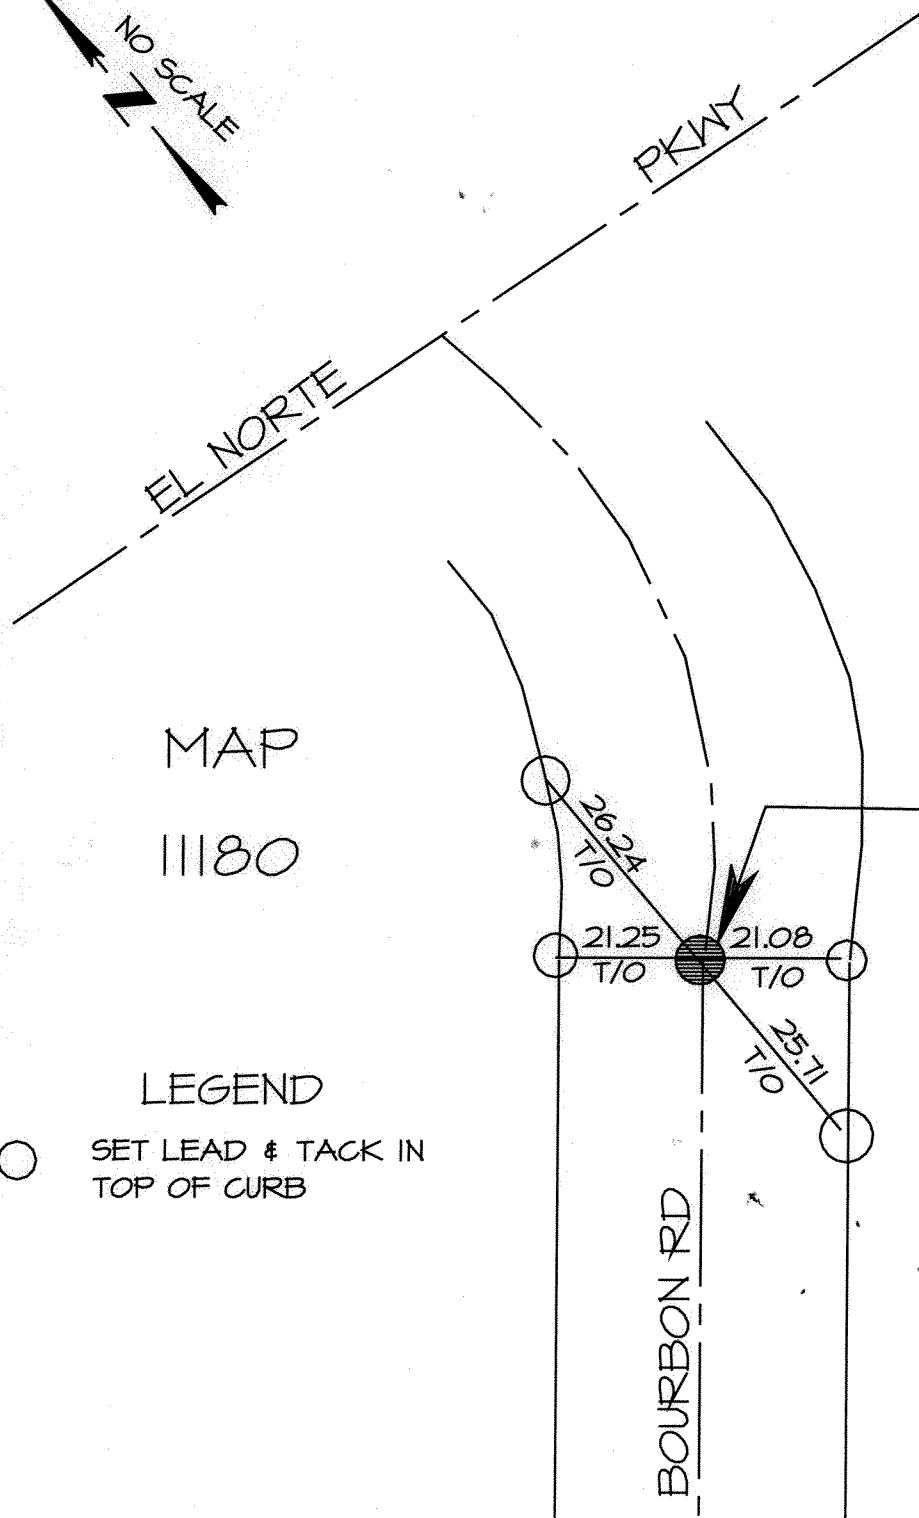 NO SCALE
N
PKWY
EL NORTE
MAP
11180
26.24
T/O
21.25
T/O
21.08
T/O
25.71
T/O
LEGEND
SET LEAD & TACK IN
TOP OF CURB
BOURBON RD